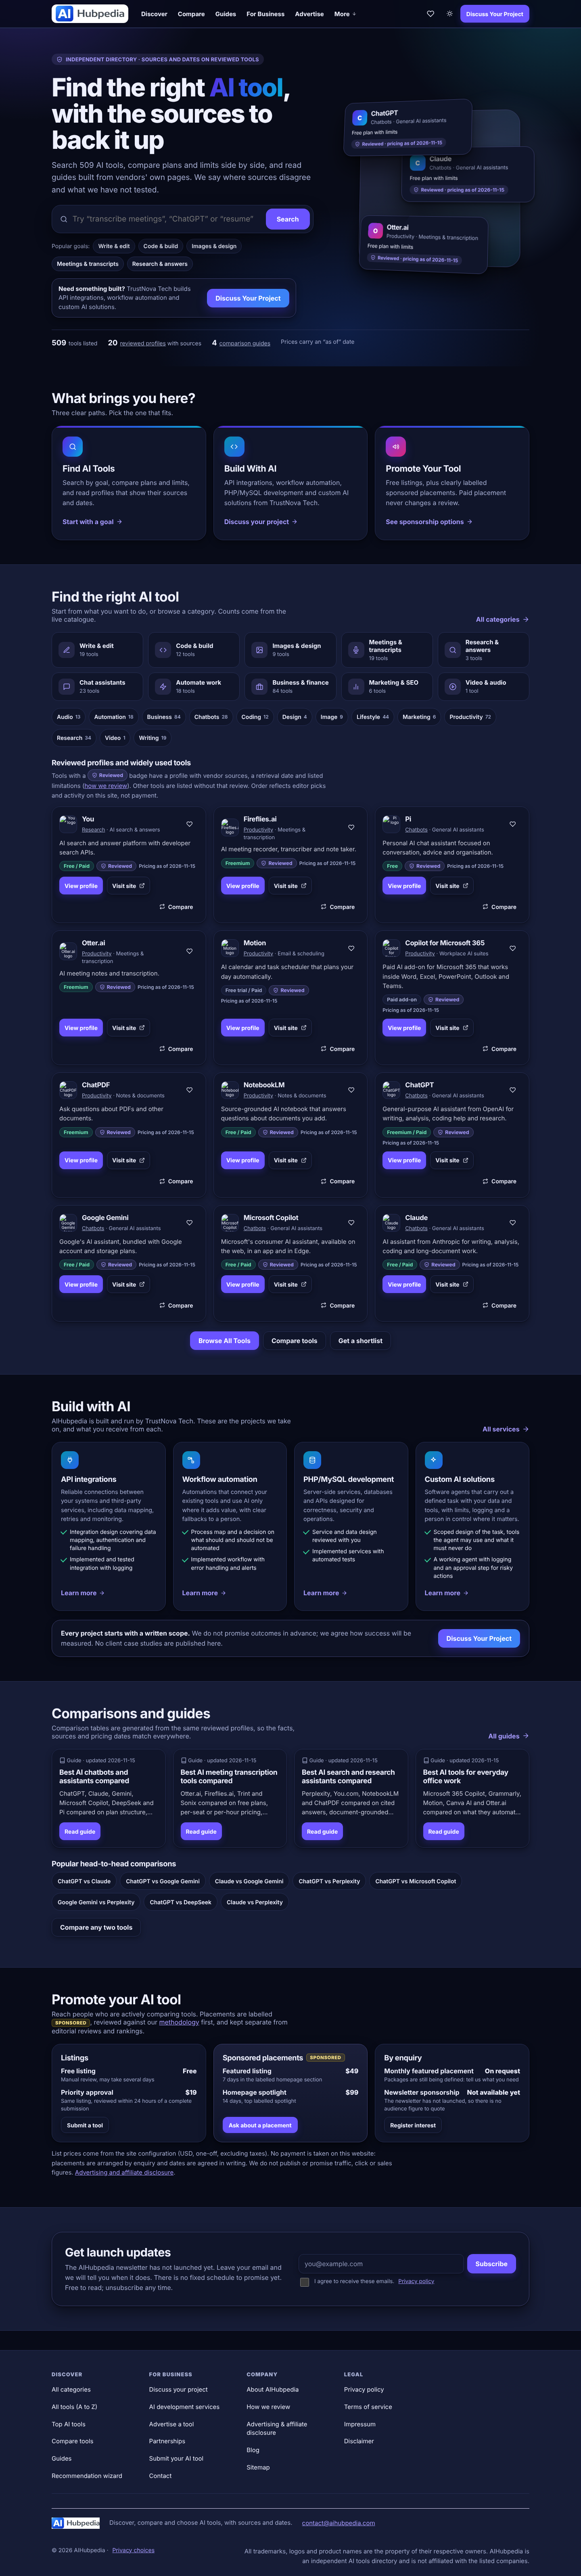 AI Hubpedia
Discover Compare Guides For Business Advertise More + Discuss Your Project
INDEPENDENT DIRECTORY · SOURCES AND DATES ON REVIEWED TOOLS
Find the right AI tool,
with the sources to
back it up
Search 509 AI tools, compare plans and limits side by side, and read
guides built from vendors' own pages. We say where sources disagree
and what we have not tested.
Try "transcribe meetings", "ChatGPT" or "resume" Search
Popular goals: Write & edit Code & build Images & design
Meetings & transcripts Research & answers
Need something built? TrustNova Tech builds
API integrations, workflow automation and
custom AI solutions.
Discuss Your Project
C ChatGPT
Chatbots · General AI assistants
Free plan with limits
Reviewed · pricing as of 2026-11-15
C Claude
Chatbots · General AI assistants
Free plan with limits
Reviewed · pricing as of 2026-11-15
O Otter.ai
Productivity · Meetings & transcription
Free plan with limits
Reviewed · pricing as of 2026-11-15
509 tools listed 20 reviewed profiles with sources 4 comparison guides Prices carry an "as of" date
What brings you here?
Three clear paths. Pick the one that fits.
Find AI Tools
Search by goal, compare plans and limits,
and read profiles that show their sources
and dates.
Start with a goal →
Build With AI
API integrations, workflow automation,
PHP/MySQL development and custom AI
solutions from TrustNova Tech.
Discuss your project →
Promote Your Tool
Free listings, plus clearly labelled
sponsored placements. Paid placement
never changes a review.
See sponsorship options →
Find the right AI tool
Start from what you want to do, or browse a category. Counts come from the
live catalogue.
All categories →
Write & edit
19 tools
Code & build
12 tools
Images & design
9 tools
Meetings &
transcripts
19 tools
Research &
answers
3 tools
Chat assistants
23 tools
Automate work
18 tools
Business & finance
84 tools
Marketing & SEO
6 tools
Video & audio
1 tool
Audio 13 Automation 18 Business 84 Chatbots 28 Coding 12 Design 4 Image 9 Lifestyle 44 Marketing 6 Productivity 72
Research 34 Video 1 Writing 19
Reviewed profiles and widely used tools
Tools with a Reviewed badge have a profile with vendor sources, a retrieval date and listed
limitations (how we review). Other tools are listed without that review. Order reflects editor picks
and activity on this site, not payment.
You logo
You
Research · AI search & answers
AI search and answer platform with developer
search APIs.
Free / Paid Reviewed Pricing as of 2026-11-15
View profile Visit site
Compare
Fireflies.ai logo
Fireflies.ai
Productivity · Meetings &
transcription
AI meeting recorder, transcriber and note taker.
Freemium Reviewed Pricing as of 2026-11-15
View profile Visit site
Compare
Pi logo
Pi
Chatbots · General AI assistants
Personal AI chat assistant focused on
conversation, advice and organisation.
Free Reviewed Pricing as of 2026-11-15
View profile Visit site
Compare
Otter.ai logo
Otter.ai
Productivity · Meetings &
transcription
AI meeting notes and transcription.
Freemium Reviewed Pricing as of 2026-11-15
View profile Visit site
Compare
Motion logo
Motion
Productivity · Email & scheduling
AI calendar and task scheduler that plans your
day automatically.
Free trial / Paid Reviewed
Pricing as of 2026-11-15
View profile Visit site
Compare
Copilot for
Copilot for Microsoft 365
Productivity · Workplace AI suites
Paid AI add-on for Microsoft 365 that works
inside Word, Excel, PowerPoint, Outlook and
Teams.
Paid add-on Reviewed
Pricing as of 2026-11-15
View profile Visit site
Compare
ChatPDF logo
ChatPDF
Productivity · Notes & documents
Ask questions about PDFs and other
documents.
Freemium Reviewed Pricing as of 2026-11-15
View profile Visit site
Compare
NotebookLM
Productivity · Notes & documents
Source-grounded AI notebook that answers
questions about documents you add.
Free / Paid Reviewed Pricing as of 2026-11-15
View profile Visit site
Compare
ChatGPT logo
ChatGPT
Chatbots · General AI assistants
General-purpose AI assistant from OpenAI for
writing, analysis, coding help and research.
Freemium / Paid Reviewed
Pricing as of 2026-11-15
View profile Visit site
Compare
Google Gemini
Google Gemini
Chatbots · General AI assistants
Google's AI assistant, bundled with Google
account and storage plans.
Free / Paid Reviewed Pricing as of 2026-11-15
View profile Visit site
Compare
Microsoft Copilot
Microsoft Copilot
Chatbots · General AI assistants
Microsoft's consumer AI assistant, available on
the web, in an app and in Edge.
Free / Paid Reviewed Pricing as of 2026-11-15
View profile Visit site
Compare
Claude logo
Claude
Chatbots · General AI assistants
AI assistant from Anthropic for writing, analysis,
coding and long-document work.
Free / Paid Reviewed Pricing as of 2026-11-15
View profile Visit site
Compare
Browse All Tools Compare tools Get a shortlist
Build with AI
AIHubpedia is built and run by TrustNova Tech. These are the projects we take
on, and what you receive from each.
All services →
API integrations
Reliable connections between
your systems and third-party
services, including data mapping,
retries and monitoring.
Integration design covering data
mapping, authentication and
failure handling
Implemented and tested
integration with logging
Learn more →
Workflow automation
Automations that connect your
existing tools and use AI only
where it adds value, with clear
fallbacks to a person.
Process map and a decision on
what should and should not be
automated
Implemented workflow with
error handling and alerts
Learn more →
PHP/MySQL development
Server-side services, databases
and APIs designed for
correctness, security and
operations.
Service and data design
reviewed with you
Implemented services with
automated tests
Learn more →
Custom AI solutions
Software agents that carry out a
defined task with your data and
tools, with limits, logging and a
person in control where it matters.
Scoped design of the task, tools
the agent may use and what it
must never do
A working agent with logging
and an approval step for risky
actions
Learn more →
Every project starts with a written scope. We do not promise outcomes in advance; we agree how success will be
measured. No client case studies are published here.
Discuss Your Project
Comparisons and guides
Comparison tables are generated from the same reviewed profiles, so the facts,
sources and pricing dates match everywhere.
All guides →
Guide · updated 2026-11-15
Best AI chatbots and
assistants compared
ChatGPT, Claude, Gemini,
Microsoft Copilot, DeepSeek and
Pi compared on plan structure,...
Read guide
Guide · updated 2026-11-15
Best AI meeting transcription
tools compared
Otter.ai, Fireflies.ai, Trint and
Sonix compared on free plans,
per-seat or per-hour pricing,...
Read guide
Guide · updated 2026-11-15
Best AI search and research
assistants compared
Perplexity, You.com, NotebookLM
and ChatPDF compared on cited
answers, document-grounded...
Read guide
Guide · updated 2026-11-15
Best AI tools for everyday
office work
Microsoft 365 Copilot, Grammarly,
Motion, Canva AI and Otter.ai
compared on what they automat...
Read guide
Popular head-to-head comparisons
ChatGPT vs Claude ChatGPT vs Google Gemini Claude vs Google Gemini ChatGPT vs Perplexity ChatGPT vs Microsoft Copilot
Google Gemini vs Perplexity ChatGPT vs DeepSeek Claude vs Perplexity
Compare any two tools
Promote your AI tool
Reach people who are actively comparing tools. Placements are labelled
SPONSORED, reviewed against our methodology first, and kept separate from
editorial reviews and rankings.
Listings
Free listing Free
Manual review, may take several days
Priority approval $19
Same listing, reviewed within 24 hours of a complete
submission
Submit a tool
Sponsored placements SPONSORED
Featured listing $49
7 days in the labelled homepage section
Homepage spotlight $99
14 days, top labelled spotlight
Ask about a placement
By enquiry
Monthly featured placement On request
Packages are still being defined: tell us what you need
Newsletter sponsorship Not available yet
The newsletter has not launched, so there is no
audience figure to quote
Register interest
List prices come from the site configuration (USD, one-off, excluding taxes). No payment is taken on this website:
placements are arranged by enquiry and dates are agreed in writing. We do not publish or promise traffic, click or sales
figures. Advertising and affiliate disclosure.
Get launch updates
The AIHubpedia newsletter has not launched yet. Leave your email and
we will tell you when it does. There is no fixed schedule to promise yet.
Free to read; unsubscribe any time.
you@example.com Subscribe
I agree to receive these emails. Privacy policy
DISCOVER
All categories
All tools (A to Z)
Top AI tools
Compare tools
Guides
Recommendation wizard
FOR BUSINESS
Discuss your project
AI development services
Advertise a tool
Partnerships
Submit your AI tool
Contact
COMPANY
About AIHubpedia
How we review
Advertising & affiliate
disclosure
Blog
Sitemap
LEGAL
Privacy policy
Terms of service
Impressum
Disclaimer
AI Hubpedia Discover, compare and choose AI tools, with sources and dates. contact@aihubpedia.com
© 2026 AIHubpedia · Privacy choices
All trademarks, logos and product names are the property of their respective owners. AIHubpedia is
an independent AI tools directory and is not affiliated with the listed companies.